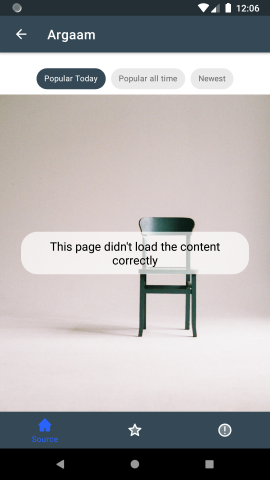 12:06
Argaam
Popular Today
Popular all time
Newest
This page didn't load the content
correctly
Source